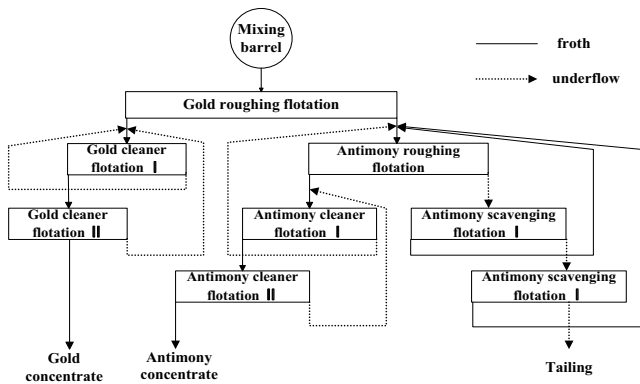 Mixing
barrel
froth
underflow
Gold roughing flotation
Gold cleaner
flotation I
Antimony roughing
flotation
Gold cleaner
flotation II
Antimony cleaner
flotation I
Antimony scavenging
flotation I
Antimony cleaner
flotation II
Antimony scavenging
flotation I
Gold
concentrate
Antimony
concentrate
Tailing